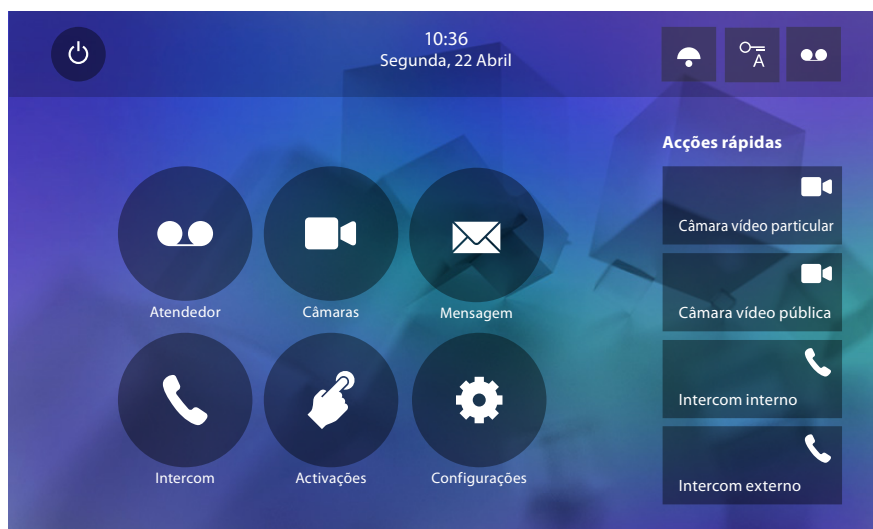 10:36
Segunda, 22 Abril
A
Acções rápidas
Câmara vídeo particular
Câmara vídeo pública
Intercom interno
Intercom externo
Atendedor
Câmaras
Mensagem
Intercom
Activações
Configurações